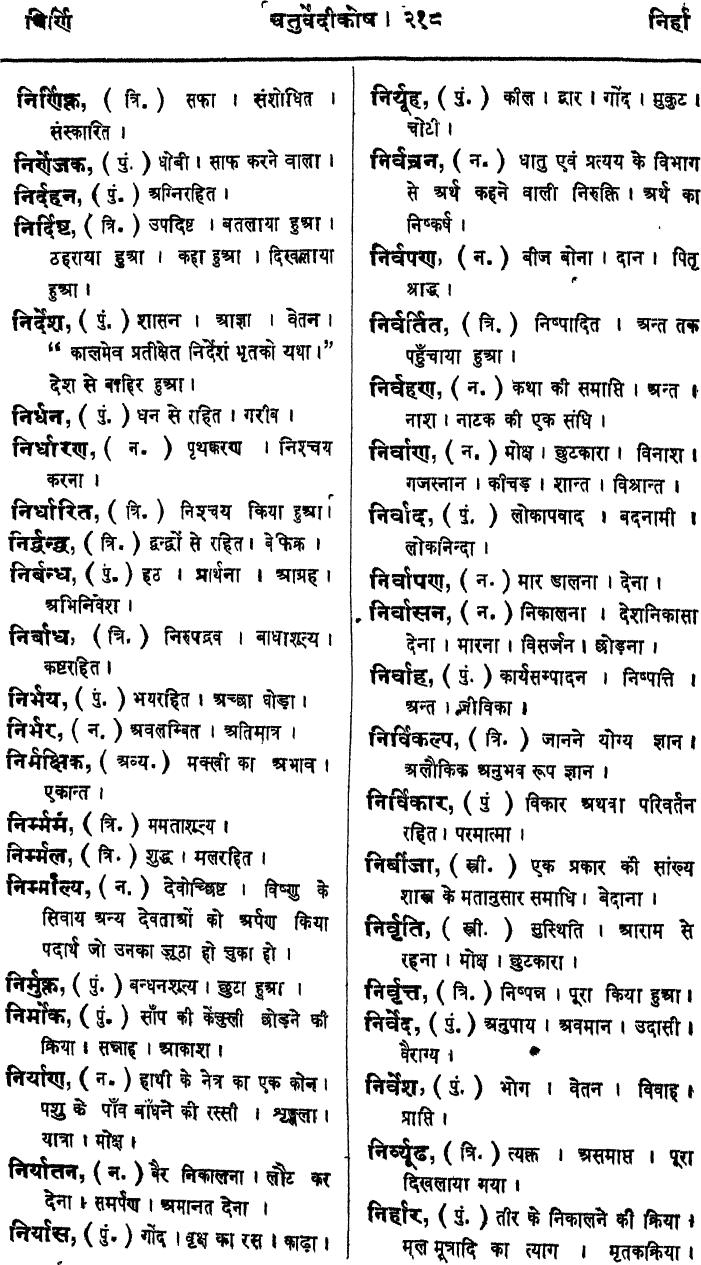 णिर्णि
चतुर्वेदीकोष । २१८
निर्हा
निर्णिक्त, ( त्रि. ) सफा । संशोधित ।
संस्कारित ।
निर्णेजक, ( पुं. ) धोबी । साफ करने वाला ।
निर्दहन, ( पुं. ) अग्निरहित ।
निर्दिष्ट, ( त्रि. ) उपदिष्ट । बतलाया हुआ ।
ठहराया हुआ । कहा हुआ । दिखलाया
हुआ ।
निर्देश, ( पुं. ) शासन । आज्ञा । वेतन ।
“ कालमेव प्रतीक्षेत निर्देशं भृतको यथा ।”
देश से बाहिर हुआ ।
निर्धन, ( पुं. ) धन से रहित । गरीब ।
निर्धारण, ( न. ) पृथक्करण । निश्चय
करना ।
निर्धारित, ( त्रि. ) निश्चय किया हुआ ।
निर्द्वन्द्व, ( त्रि. ) द्वन्द्वों से रहित । बेफिक्र ।
निर्बन्ध, ( पुं. ) हठ । प्रार्थना । आग्रह ।
अभिनिवेश ।
निर्बाध, ( त्रि. ) निरुपद्रव । बाधाशून्य ।
कष्टरहित ।
निर्भय, ( पुं. ) भयरहित । अच्छा घोड़ा ।
निर्भर, ( न. ) अवलम्बित । अतिमात्र ।
निर्मक्षिक, ( अव्य. ) मक्खी का अभाव ।
एकान्त ।
निर्म्मम, ( त्रि. ) ममताशून्य ।
निर्म्मल, ( त्रि. ) शुद्ध । मलरहित ।
निर्म्माल्य, ( न. ) देवोच्छिष्ट । विष्णु के
सिवाय अन्य देवताओं को अर्पण किया
पदार्थ जो उनका जूठा हो चुका हो ।
निर्मुक्त, ( पुं. ) बन्धनशून्य । छुटा हुआ ।
निर्मोक, ( पुं. ) साँप की केंचुली छोड़ने की
क्रिया । सन्नाह । आकाश ।
निर्याण, ( न. ) हाथी के नेत्र का एक कोन ।
पशु के पाँव बाँधने की रस्सी । शृङ्खला ।
यात्रा । मोक्ष ।
निर्यातन, ( न. ) बैर निकालना । लौट कर
देना । समर्पण । अमानत देना ।
निर्यास, ( पुं. ) गोंद । वृक्ष का रस । काढ़ा ।
निर्यूह, ( पुं. ) कील । द्वार । गोंद । मुकुट ।
चोटी ।
निर्वचन, ( न. ) धातु एवं प्रत्यय के विभाग
से अर्थ कहने वाली निरुक्ति । अर्थ का
निष्कर्ष ।
निर्वपण, ( न. ) बीज बोना । दान । पितृ
श्राद्ध ।
निर्वर्तित, ( त्रि. ) निष्पादित । अन्त तक
पहुँचाया हुआ ।
निर्वहण, ( न. ) कथा की समाप्ति । अन्त ।
नाश । नाटक की एक संधि ।
निर्वाण, ( न. ) मोक्ष । छुटकारा । विनाश ।
गजस्नान । कीचड़ । शान्त । विश्रान्त ।
निर्वाद, ( पुं. ) लोकापवाद । बदनामी ।
लोकनिन्दा ।
निर्वापण, ( न. ) मार डालना । देना ।
निर्वासन, ( न. ) निकालना । देशनिकासा
देना । मारना । विसर्जन । छोड़ना ।
निर्वाह, ( पुं. ) कार्यसम्पादन । निष्पत्ति ।
अन्त । जीविका ।
निर्विकल्प, ( त्रि. ) जानने योग्य ज्ञान ।
अलौकिक अनुभव रूप ज्ञान ।
निर्विकार, ( पुं ) विकार अथवा परिवर्तन
रहित । परमात्मा ।
निर्बीजा, ( स्त्री. ) एक प्रकार की सांख्य
शास्त्र के मतानुसार समाधि । बेदाना ।
निर्वृति, ( स्त्री. ) सुस्थिति । आराम से
रहना । मोक्ष । छुटकारा ।
निर्वृत्त, ( त्रि. ) निष्पन्न । पूरा किया हुआ ।
निर्वेद, ( पुं. ) अनुपाय । अवमान । उदासी ।
वैराग्य ।
निर्वेश, ( पुं. ) भोग । वेतन । विवाह ।
प्राप्ति ।
निर्व्यूढ, ( त्रि. ) त्यक्त । असमाप्त । पूरा
दिखलाया गया ।
निर्हार, ( पुं. ) तीर के निकालने की क्रिया ।
मल मूत्रादि का त्याग । मृतकक्रिया ।